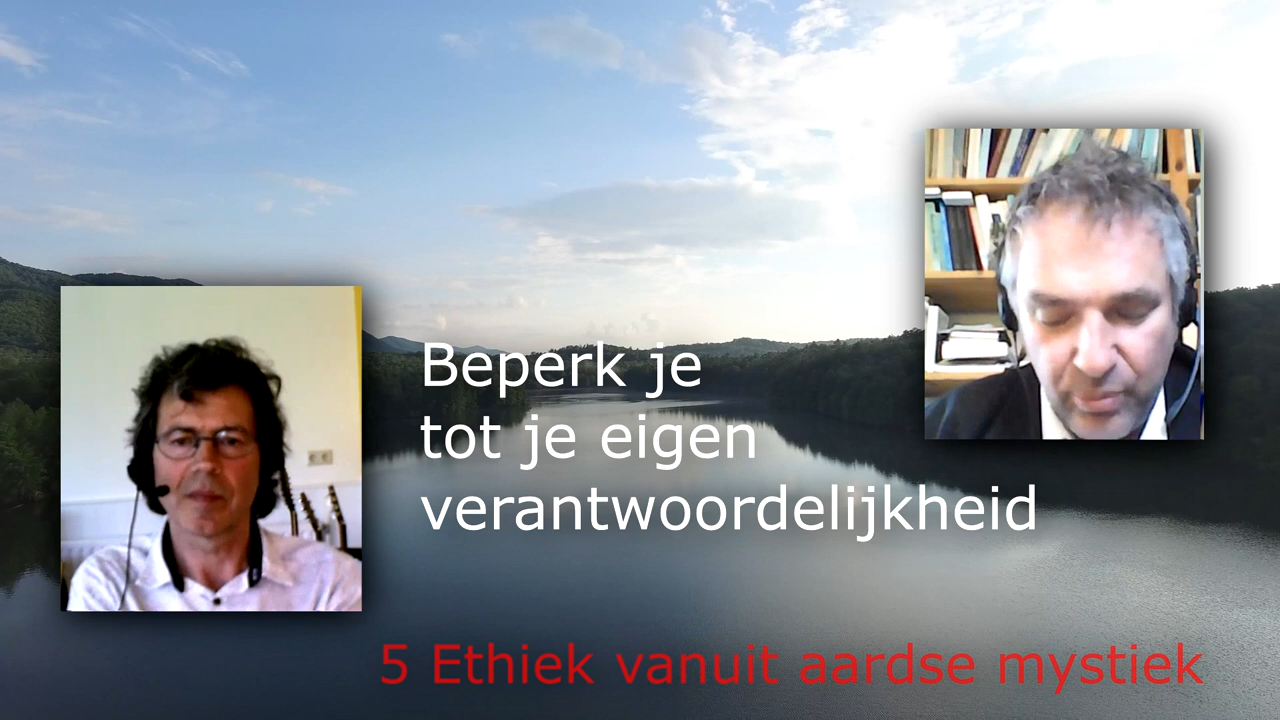 Beperk je
tot je eigen
verantwoordelijkheid
5 Ethiek vanuit aardse mystiek